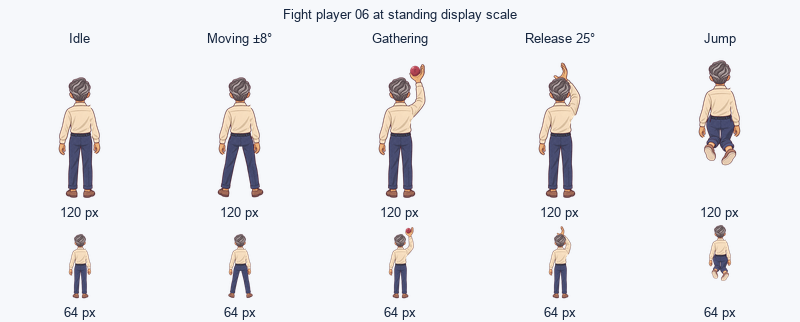 Fight player 06 at standing display scale
Idle
Moving ±8°
Gathering
Release 25°
Jump
120 px
120 px
120 px
120 px
120 px
64 px
64 px
64 px
64 px
64 px